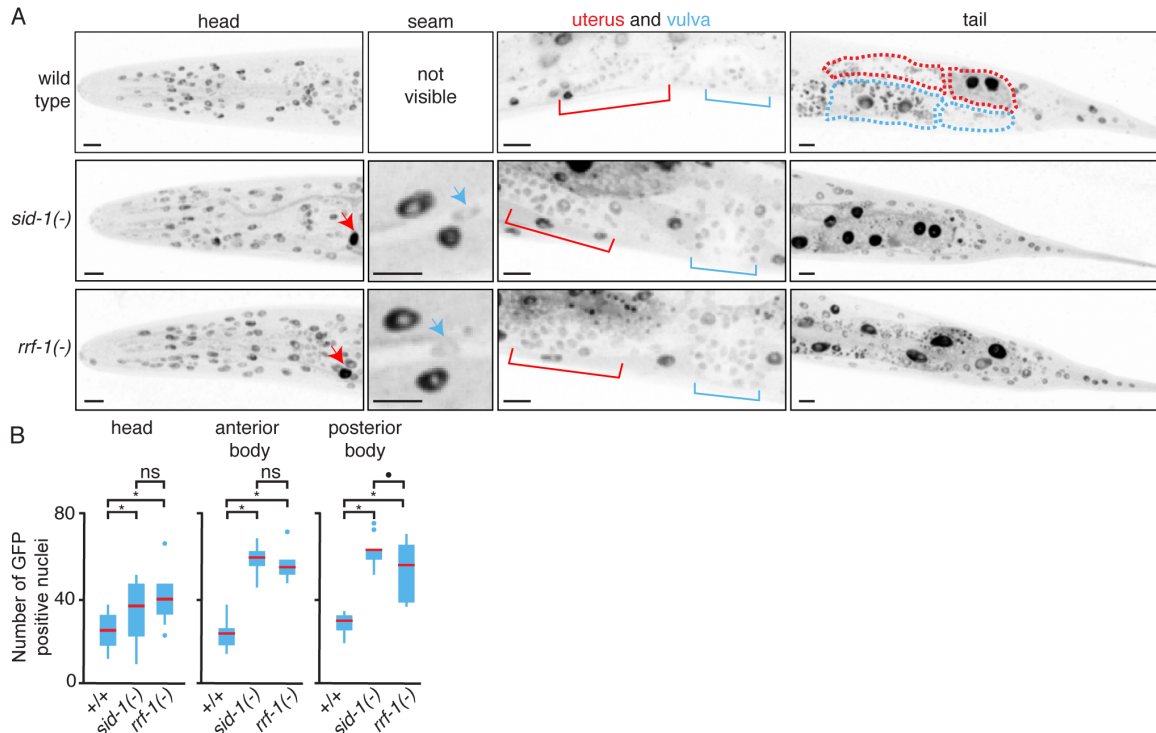 A
head
seam
uterus and vulva
tail
wild
type
not
visible
sid-1(-)
rrf-1(-)
B
head
anterior
body
posterior
body
ns
ns
•
*
*
*
*
*
*
Number of GFP
positive nuclei
80
40
0
+/+
sid-1(-)
rrf-1(-)
+/+
sid-1(-)
rrf-1(-)
+/+
sid-1(-)
rrf-1(-)